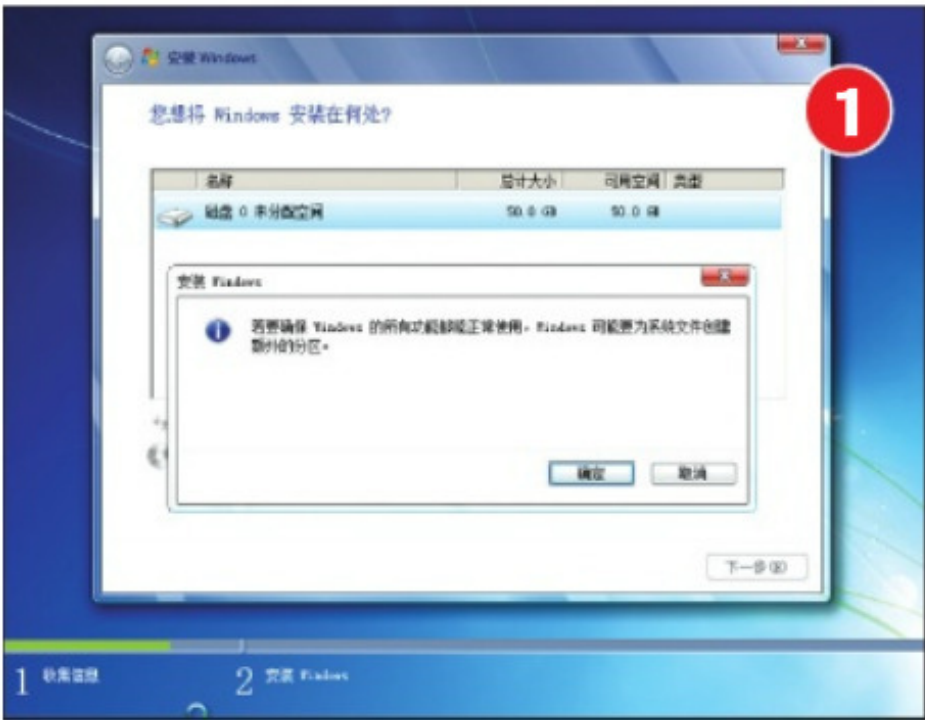 安装 Windows
1
您想将 Windows 安装在何处?
名称 总计大小 可用空间 类型
磁盘 0 未分配空间 50.0 GB 50.0 GB
安装 Windows
若要确保 Windows 的所有功能都能正常使用,Windows 可能要为系统文件创建
额外的分区。
确定 取消
下一步(N)
1 收集信息 2 安装 Windows